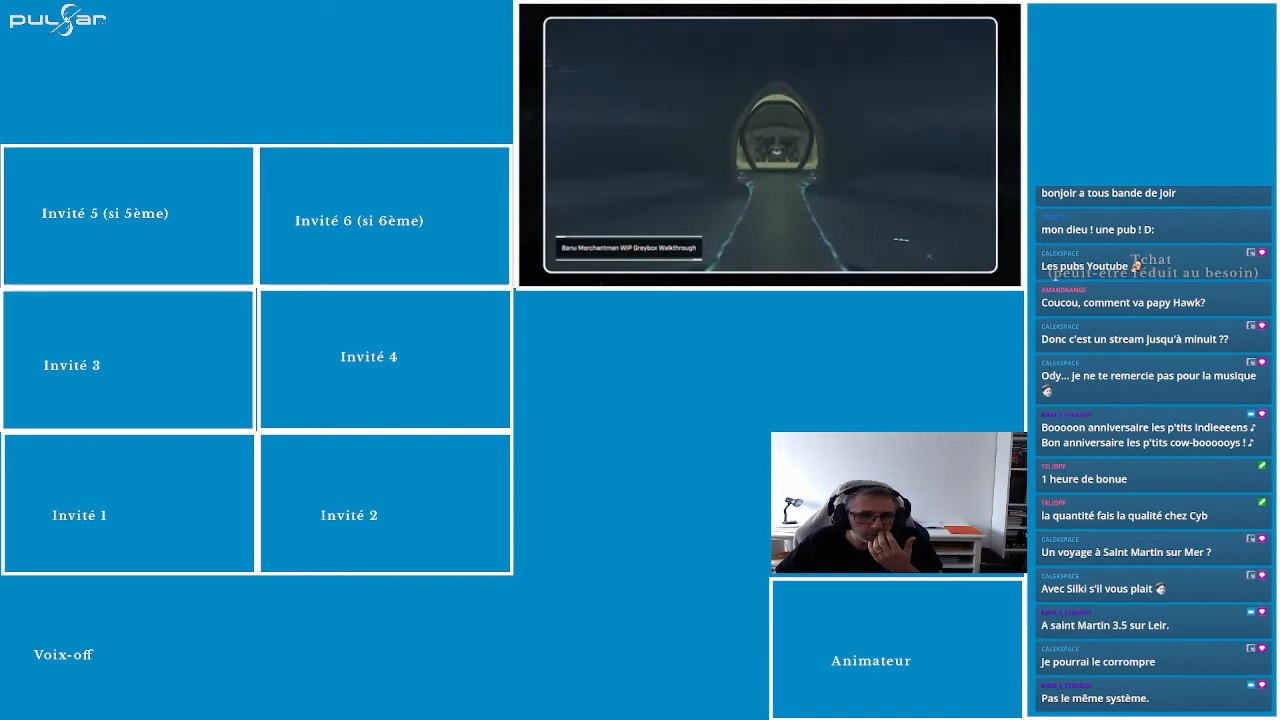 pulsar
Invité 5 (si 5ème)
Invité 6 (si 6ème)
Invité 3
Invité 4
Invité 1
Invité 2
Voix-off
Banu Merchantman WIP Greybox Walkthrough
Animateur
bonjoir a tous bande de joir
mon dieu ! une pub ! D:
CALEKSPACE
Les pubs Youtube
Tchat
(peut-être réduit au besoin)
AMANDAANGE
Coucou, comment va papy Hawk?
CALEKSPACE
Donc c'est un stream jusqu'à minuit ??
CALEKSPACE
Ody... je ne te remercie pas pour la musique
Booooon anniversaire les p'tits indieeeens ♪
Bon anniversaire les p'tits cow-boooooys ! ♪
TELIOPP
1 heure de bonue
TELIOPP
la quantité fais la qualité chez Cyb
CALEKSPACE
Un voyage à Saint Martin sur Mer ?
CALEKSPACE
Avec Silki s'il vous plait
A saint Martin 3.5 sur Leir.
CALEKSPACE
Je pourrai le corrompre
Pas le même système.